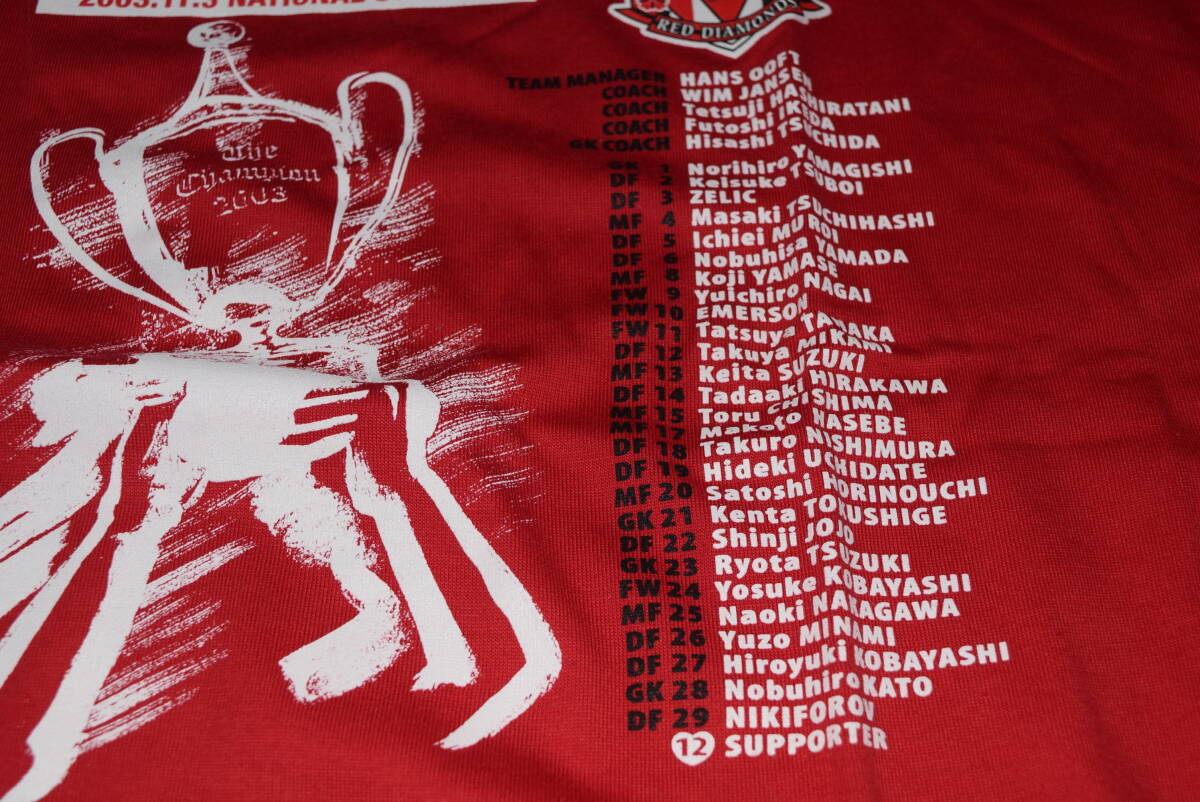 2003.11.3 NATIONAL
RED DIAMONDS
The
Champion
2003
TEAM MANAGER HANS OOFT
COACH WIM JANSEN
COACH Tetsuji HASHIRATANI
COACH Futoshi IKEDA
GK COACH Hisashi TSUCHIDA
GK 1 Norihiro YAMAGISHI
DF 2 Keisuke TSUBOI
DF 3 ZELIC
MF 4 Masaki TSUCHIHASHI
DF 5 Ichiei MUROI
DF 6 Nobuhisa YAMADA
MF 8 Koji YAMASE
FW 9 Yuichiro NAGAI
FW 10 EMERSON
FW 11 Tatsuya TANAKA
DF 12 Takuya MIKAMI
MF 13 Keita SUZUKI
DF 14 Tadaaki HIRAKAWA
MF 15 Toru CHISHIMA
MF 17 Makoto HASEBE
DF 18 Takuro NISHIMURA
DF 19 Hideki UCHIDATE
MF 20 Satoshi HORINOUCHI
GK 21 Kenta TOKUSHIGE
DF 22 Shinji JOJO
GK 23 Ryota TSUZUKI
FW 24 Yosuke KOBAYASHI
MF 25 Naoki NAKAGAWA
DF 26 Yuzo MINAMI
DF 27 Hiroyuki KOBAYASHI
GK 28 Nobuhiro KATO
DF 29 NIKIFOROV
12 SUPPORTER